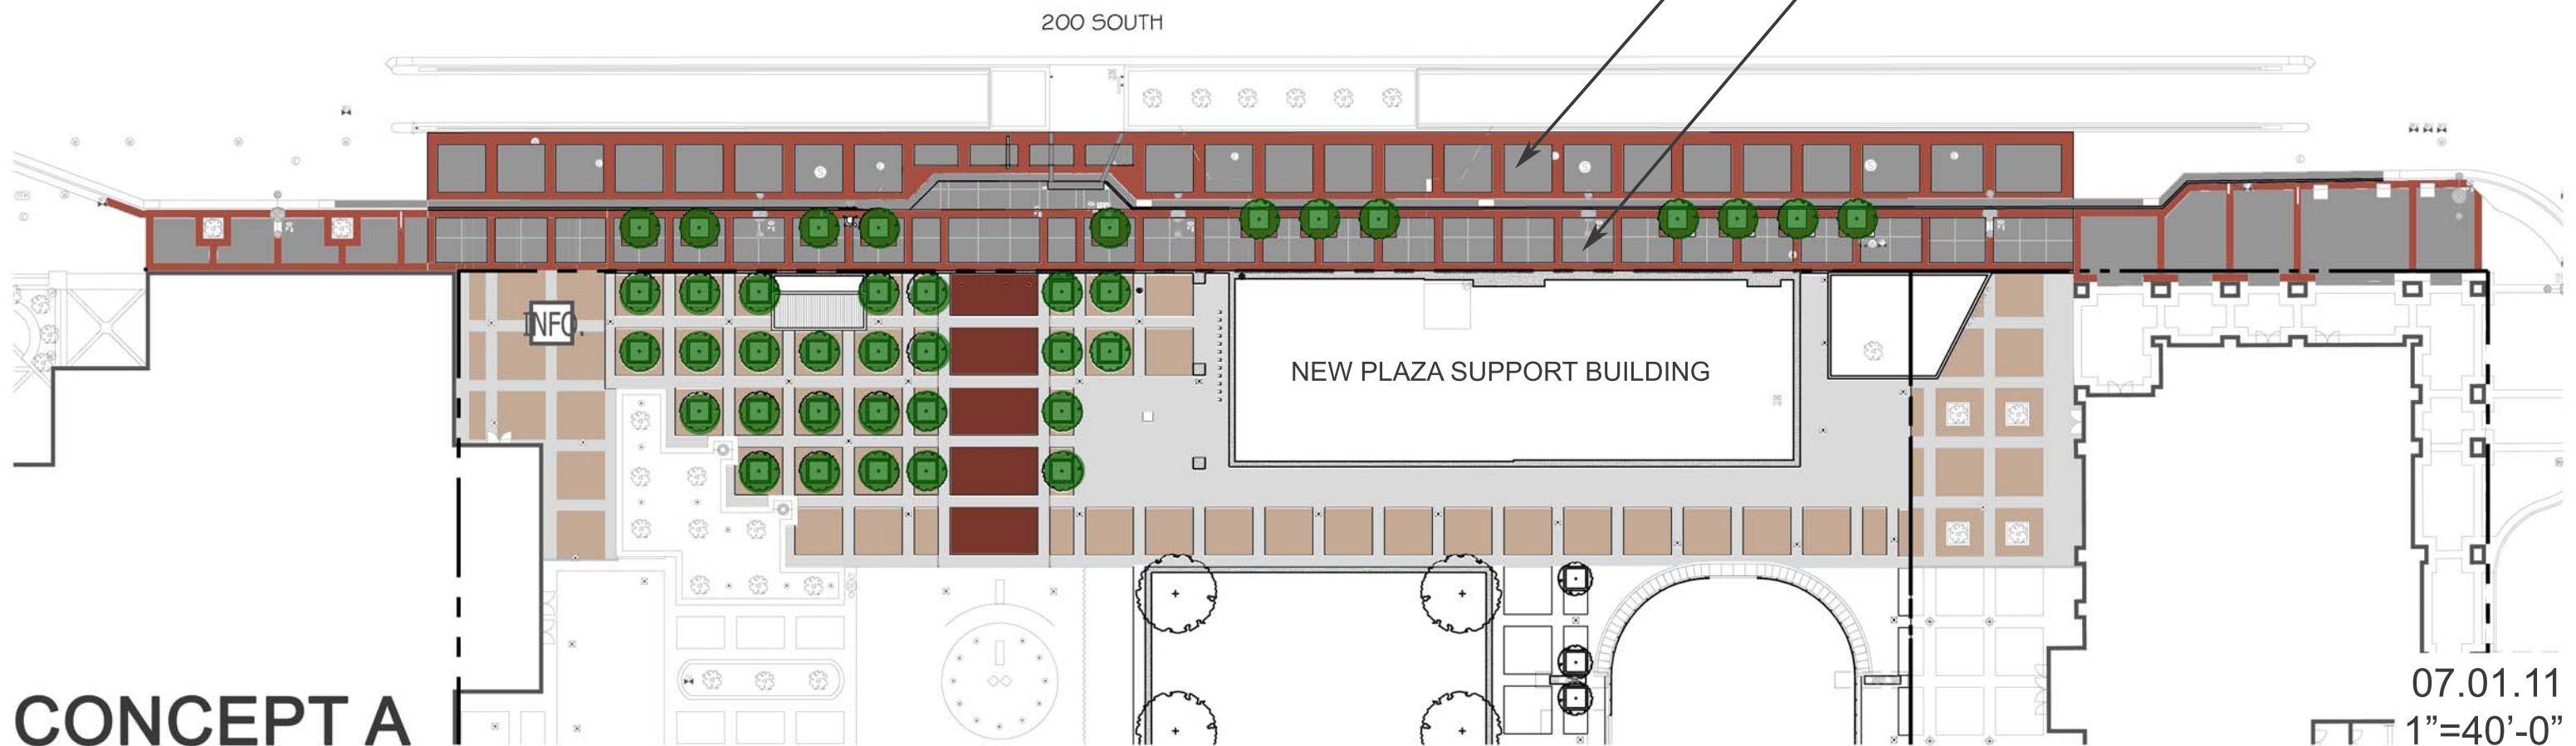 200 SOUTH
INFO.
NEW PLAZA SUPPORT BUILDING
CONCEPT A
07.01.11
1”=40’-0”